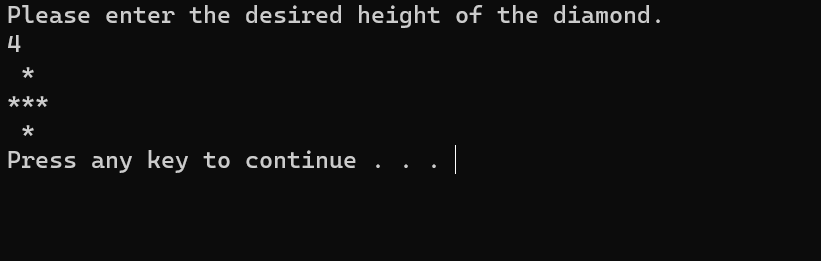 Please enter the desired height of the diamond.
4
 *
***
 *
Press any key to continue . . .